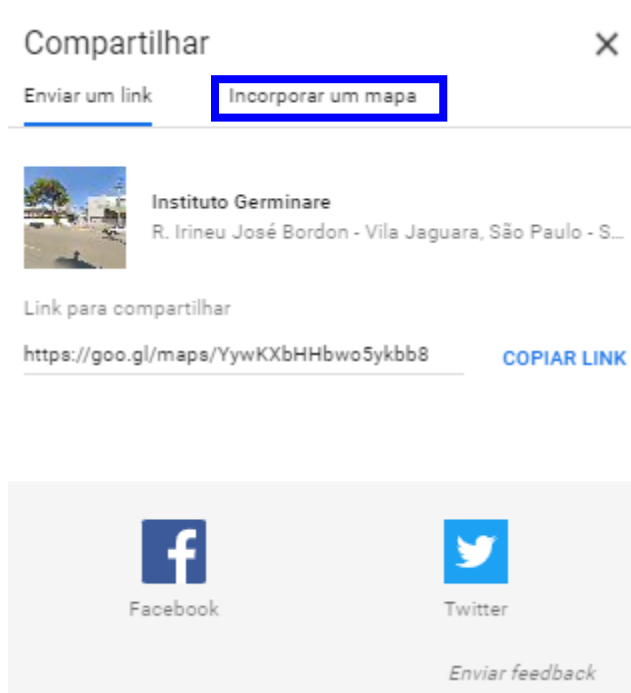 Compartilhar
Enviar um link
Incorporar um mapa
Instituto Germinare
R. Irineu José Bordon - Vila Jaguara, São Paulo - S...
Link para compartilhar
https://goo.gl/maps/YywKXbHHbwo5ykbb8
COPIAR LINK
Facebook
Twitter
Enviar feedback